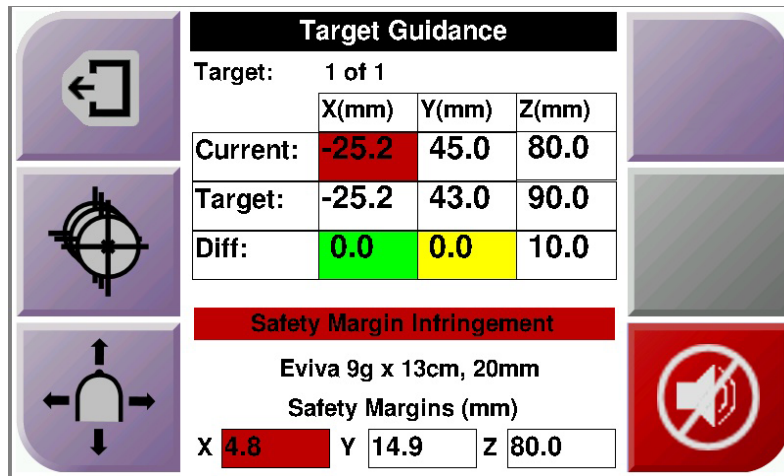 Target Guidance
Target: 1 of 1
X(mm) Y(mm) Z(mm)
Current: -25.2 45.0 80.0
Target: -25.2 43.0 90.0
Diff: 0.0 0.0 10.0
Safety Margin Infringement
Eviva 9g x 13cm, 20mm
Safety Margins (mm)
X 4.8 Y 14.9 Z 80.0